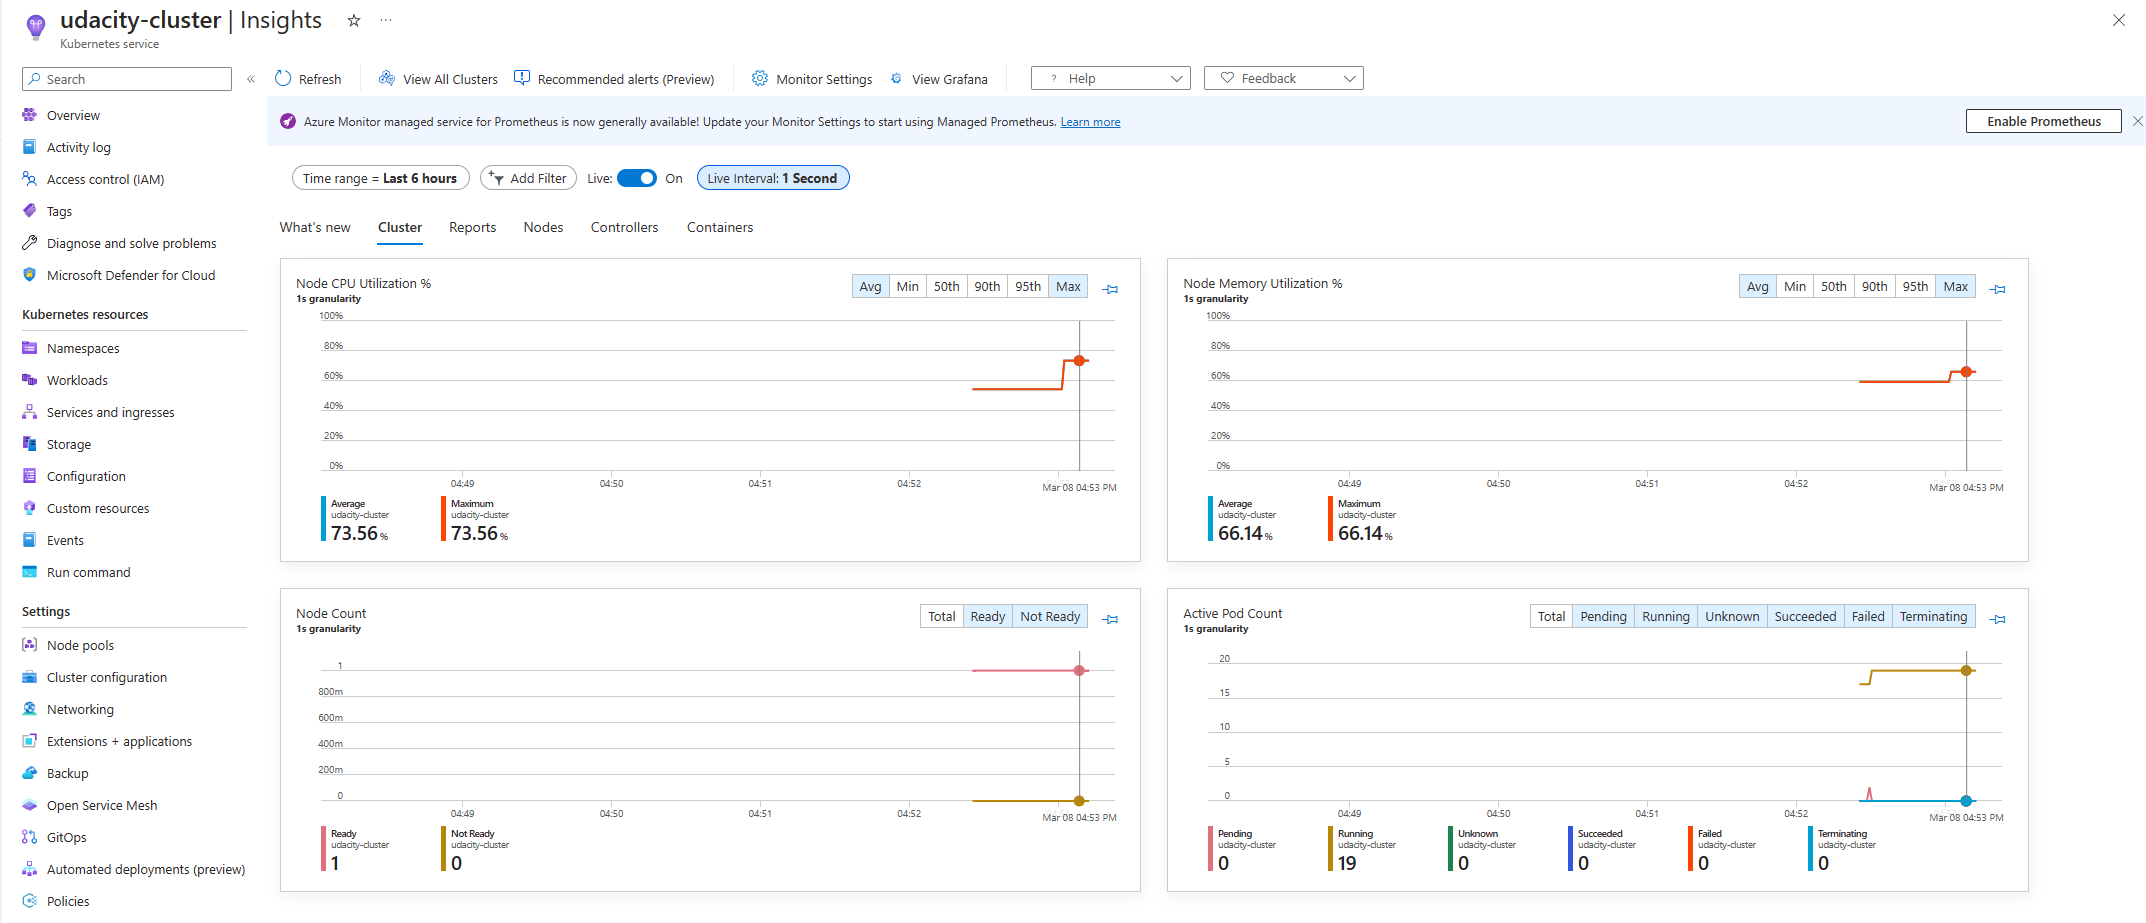 udacity-cluster | Insights
Kubernetes service
Search
Refresh
View All Clusters
Recommended alerts (Preview)
Monitor Settings
View Grafana
? Help
Feedback
Azure Monitor managed service for Prometheus is now generally available! Update your Monitor Settings to start using Managed Prometheus. Learn more
Enable Prometheus
Overview
Activity log
Access control (IAM)
Tags
Diagnose and solve problems
Microsoft Defender for Cloud
Kubernetes resources
Namespaces
Workloads
Services and ingresses
Storage
Configuration
Custom resources
Events
Run command
Settings
Node pools
Cluster configuration
Networking
Extensions + applications
Backup
Open Service Mesh
GitOps
Automated deployments (preview)
Policies
Time range = Last 6 hours
Add Filter
Live: On
Live Interval: 1 Second
What's new Cluster Reports Nodes Controllers Containers
Node CPU Utilization %
1s granularity
Avg Min 50th 90th 95th Max
100%
80%
60%
40%
20%
0%
04:49 04:50 04:51 04:52 Mar 08 04:53 PM
Average
udacity-cluster
73.56 %
Maximum
udacity-cluster
73.56 %
Node Memory Utilization %
1s granularity
Avg Min 50th 90th 95th Max
100%
80%
60%
40%
20%
0%
04:49 04:50 04:51 04:52 Mar 08 04:53 PM
Average
udacity-cluster
66.14 %
Maximum
udacity-cluster
66.14 %
Node Count
1s granularity
Total Ready Not Ready
1
800m
600m
400m
200m
0
04:49 04:50 04:51 04:52 Mar 08 04:53 PM
Ready
udacity-cluster
1
Not Ready
udacity-cluster
0
Active Pod Count
1s granularity
Total Pending Running Unknown Succeeded Failed Terminating
20
15
10
5
0
04:49 04:50 04:51 04:52 Mar 08 04:53 PM
Pending
udacity-cluster
0
Running
udacity-cluster
19
Unknown
udacity-cluster
0
Succeeded
udacity-cluster
0
Failed
udacity-cluster
0
Terminating
udacity-cluster
0